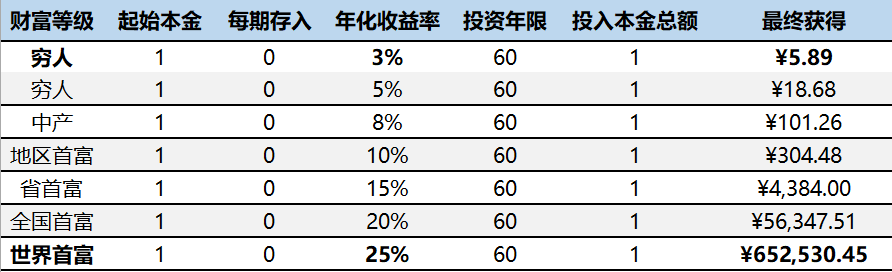 财富等级 起始本金 每期存入 年化收益率 投资年限 投入本金总额 最终获得
穷人 1 0 3% 60 1 ¥5.89
穷人 1 0 5% 60 1 ¥18.68
中产 1 0 8% 60 1 ¥101.26
地区首富 1 0 10% 60 1 ¥304.48
省首富 1 0 15% 60 1 ¥4,384.00
全国首富 1 0 20% 60 1 ¥56,347.51
世界首富 1 0 25% 60 1 ¥652,530.45